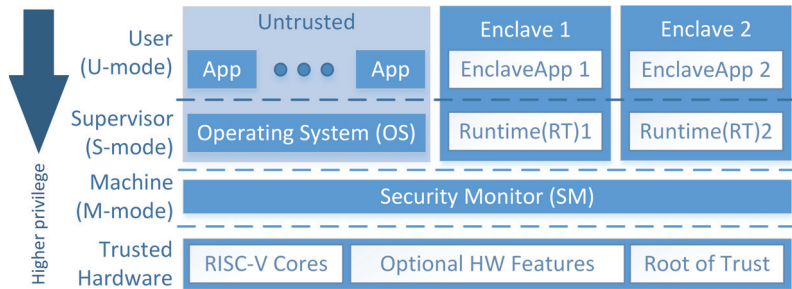 User
(U-mode)
Untrusted
App
App
Enclave 1
EnclaveApp 1
Enclave 2
EnclaveApp 2
Supervisor
(S-mode)
Operating System (OS)
Runtime(RT)1
Runtime(RT)2
Machine
(M-mode)
Security Monitor (SM)
Trusted
Hardware
RISC-V Cores
Optional HW Features
Root of Trust
Higher privilege